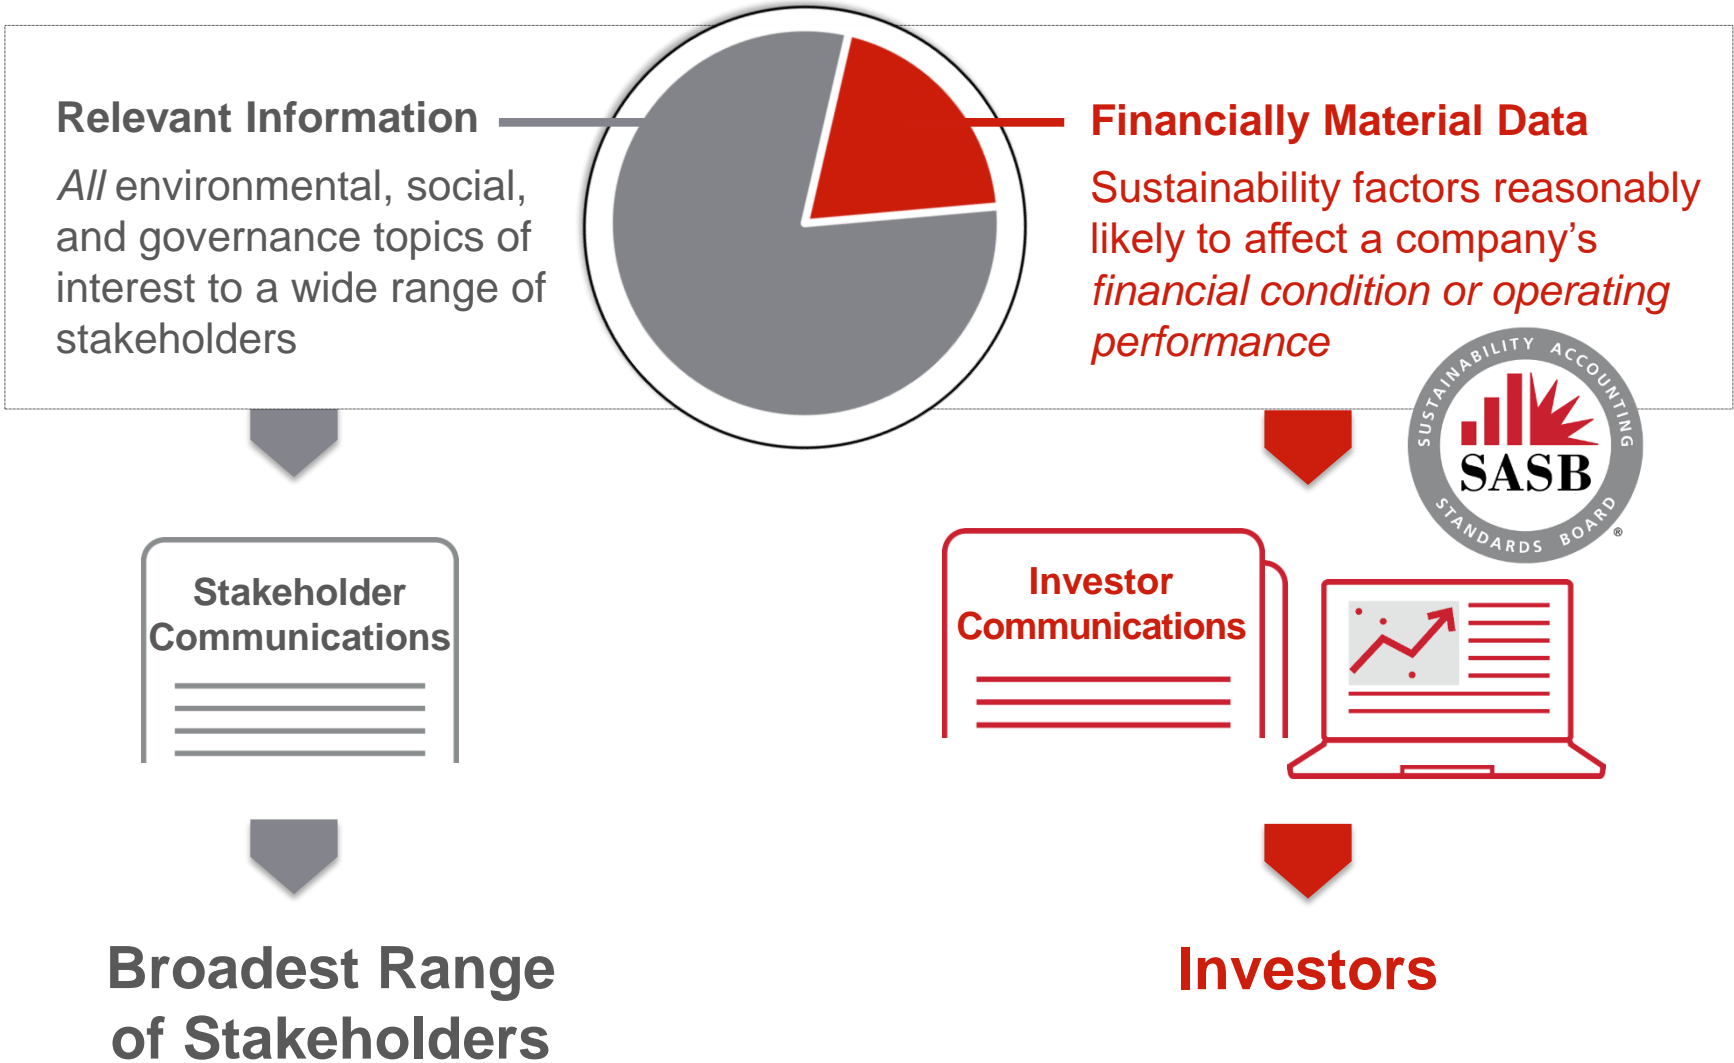 Relevant Information
All environmental, social,
and governance topics of
interest to a wide range of
stakeholders
Financially Material Data
Sustainability factors reasonably
likely to affect a company’s
financial condition or operating
performance
SUSTAINABILITY ACCOUNTING
SASB
STANDARDS BOARD
®
Stakeholder
Communications
Investor
Communications
Broadest Range
of Stakeholders
Investors